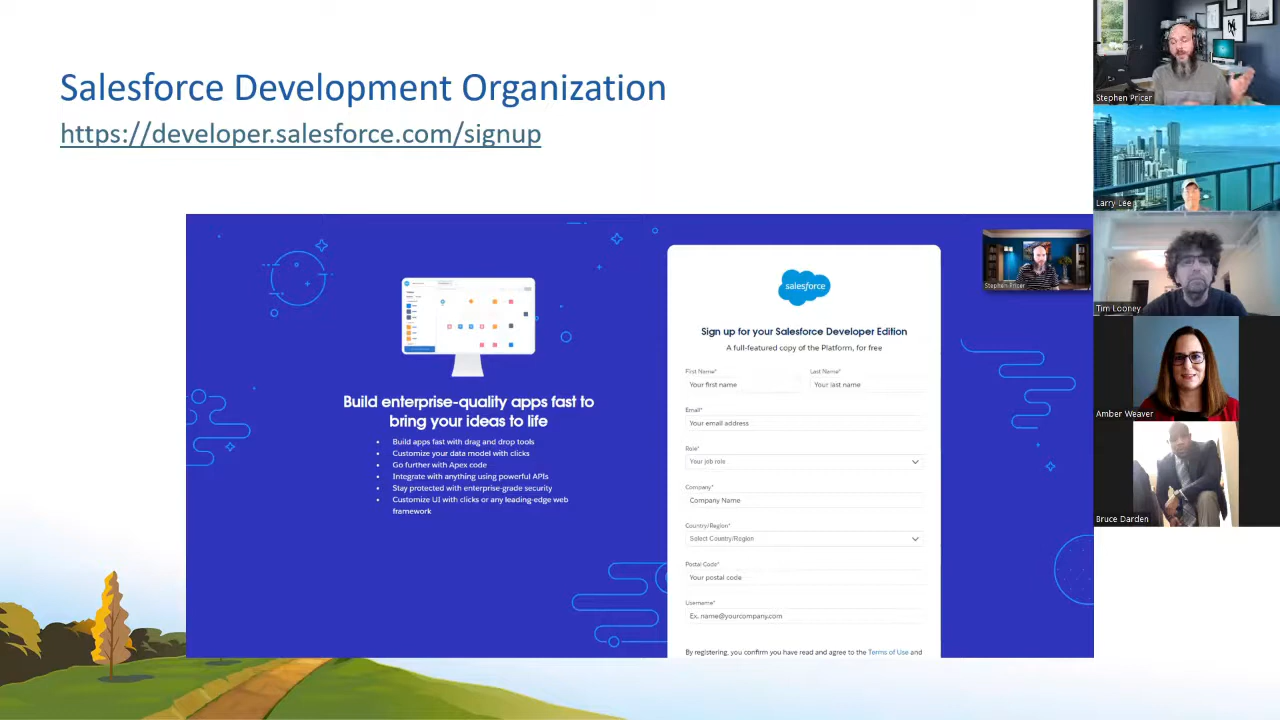 Salesforce Development Organization
https://developer.salesforce.com/signup
Build enterprise-quality apps fast to
bring your ideas to life
• Build apps fast with drag and drop tools
• Customize your data model with clicks
• Go further with Apex code
• Integrate with anything using powerful APIs
• Stay protected with enterprise-grade security
• Customize UI with clicks or any leading-edge web
framework
salesforce
Sign up for your Salesforce Developer Edition
A full-featured copy of the Platform, for free
First Name* Last Name*
Your first name Your last name
Email*
Your email address
Role*
Your job role
Company*
Company Name
Country/Region*
Select Country/Region
Postal Code*
Your postal code
Username*
Ex. name@yourcompany.com
By registering, you confirm you have read and agree to the Terms of Use and
Stephen Pricer
Stephen Pricer
Larry Lee
Tim Looney
Amber Weaver
Bruce Darden